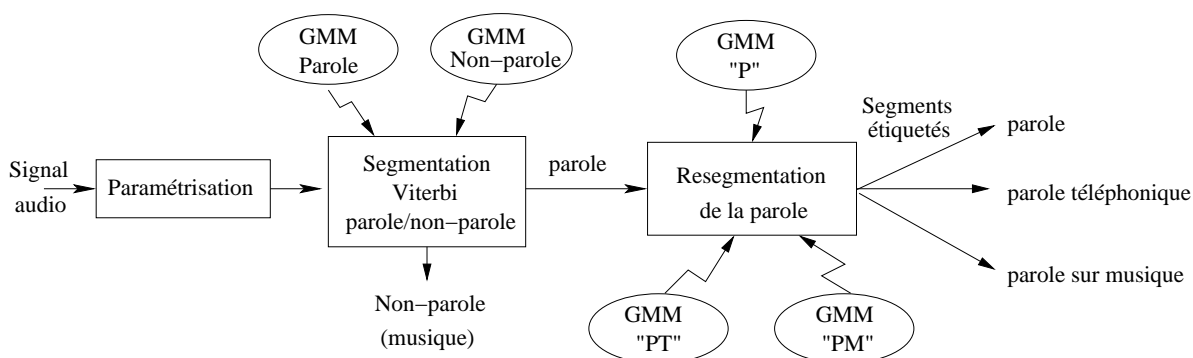 GMM
Parole
GMM
Non−parole
GMM
"P"
Signal
audio
Paramétrisation
Segmentation
Viterbi
parole/non−parole
parole
Resegmentation
de la parole
Segments
étiquetés
parole
parole téléphonique
parole sur musique
Non−parole
(musique)
GMM
"PT"
GMM
"PM"